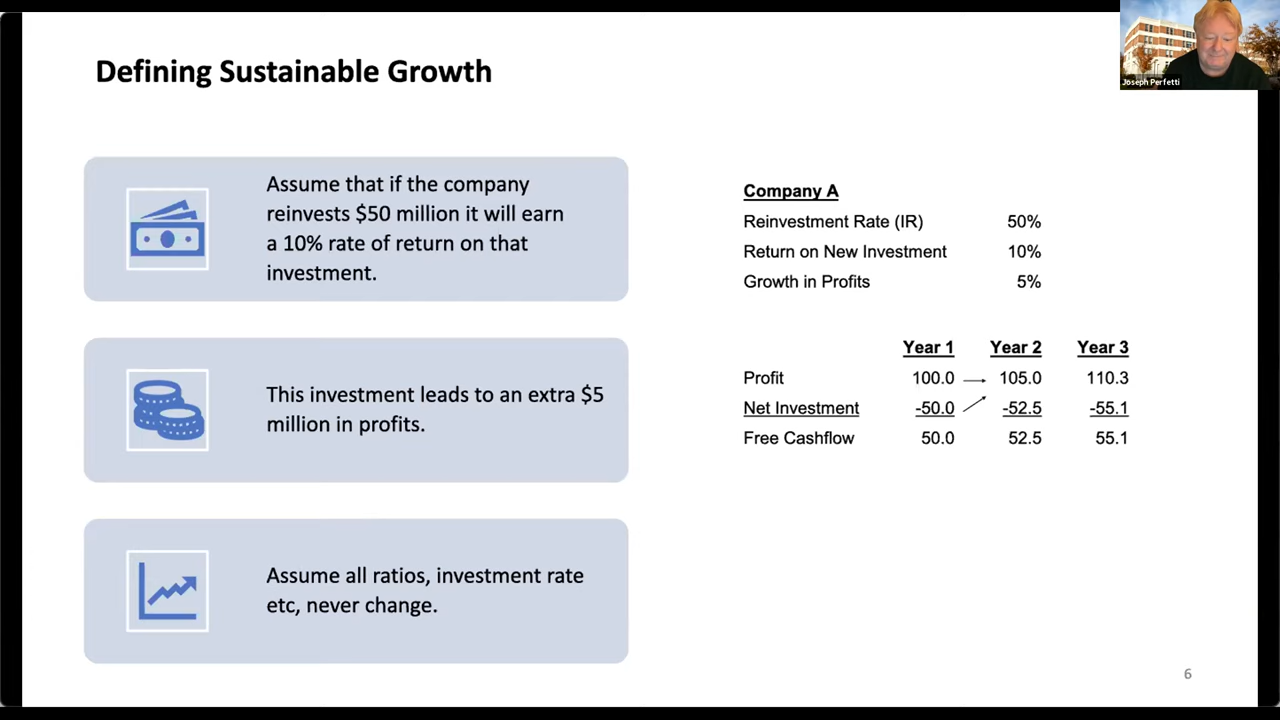 Defining Sustainable Growth
Joseph Perfetti
Assume that if the company
reinvests $50 million it will earn
a 10% rate of return on that
investment.
This investment leads to an extra $5
million in profits.
Assume all ratios, investment rate
etc, never change.
Company A
Reinvestment Rate (IR) 50%
Return on New Investment 10%
Growth in Profits 5%
Year 1 Year 2 Year 3
Profit 100.0 105.0 110.3
Net Investment -50.0 -52.5 -55.1
Free Cashflow 50.0 52.5 55.1
6